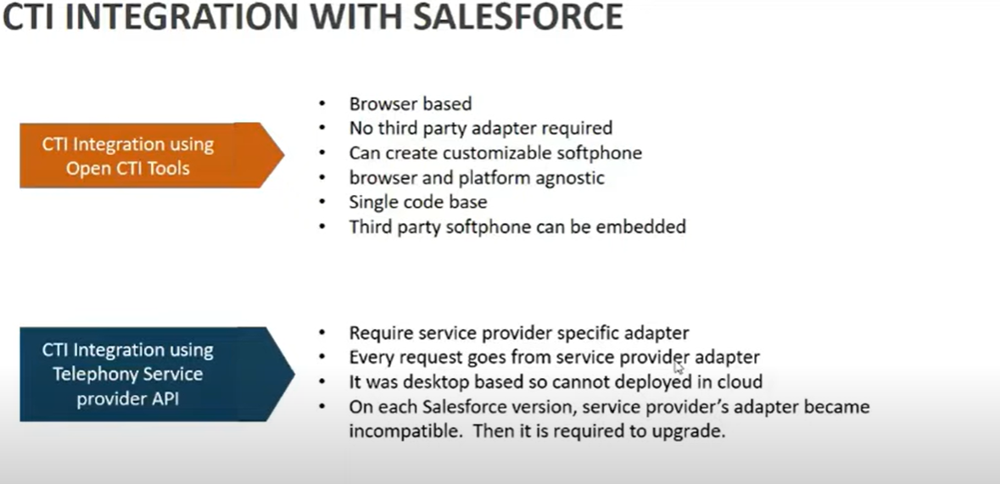 CTI INTEGRATION WITH SALESFORCE
CTI Integration using
Open CTI Tools
• Browser based
• No third party adapter required
• Can create customizable softphone
• browser and platform agnostic
• Single code base
• Third party softphone can be embedded
CTI Integration using
Telephony Service
provider API
• Require service provider specific adapter
• Every request goes from service provider adapter
• It was desktop based so cannot deployed in cloud
• On each Salesforce version, service provider's adapter became
incompatible. Then it is required to upgrade.